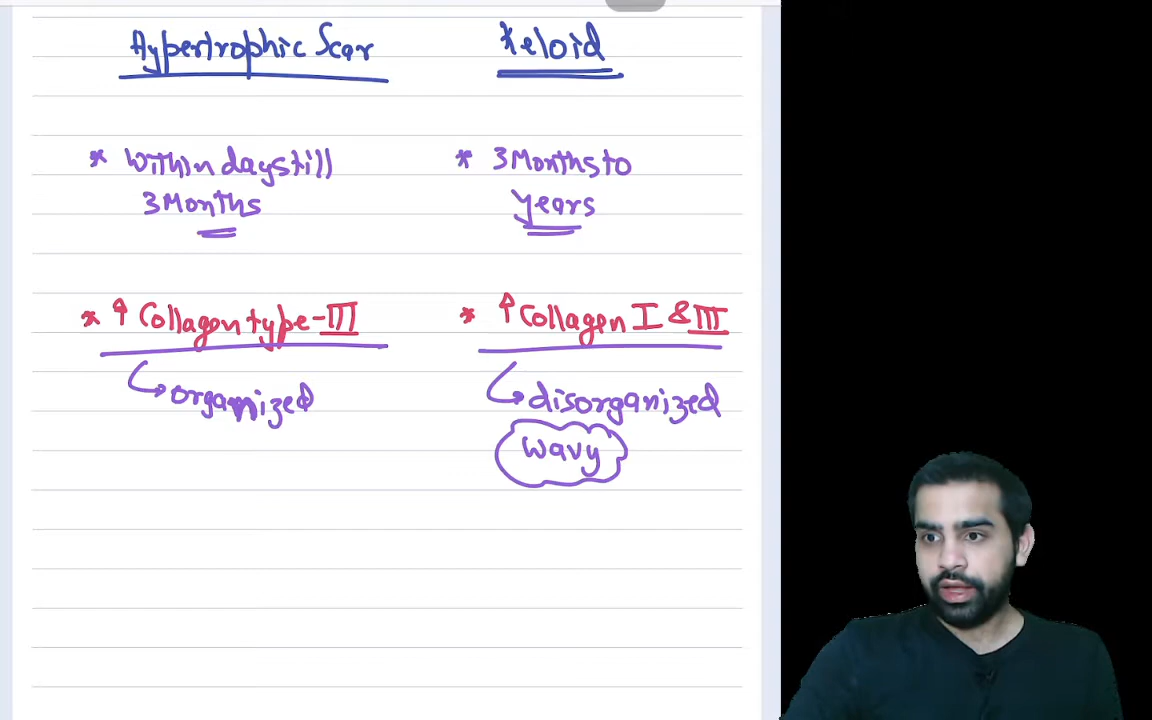 Hypertrophic Scar
Keloid
* Within days till
3 Months
* 3 Months to
years
* ↑ Collagen type-III
* ↑ Collagen I & III
↳ organized
↳ disorganized
wavy